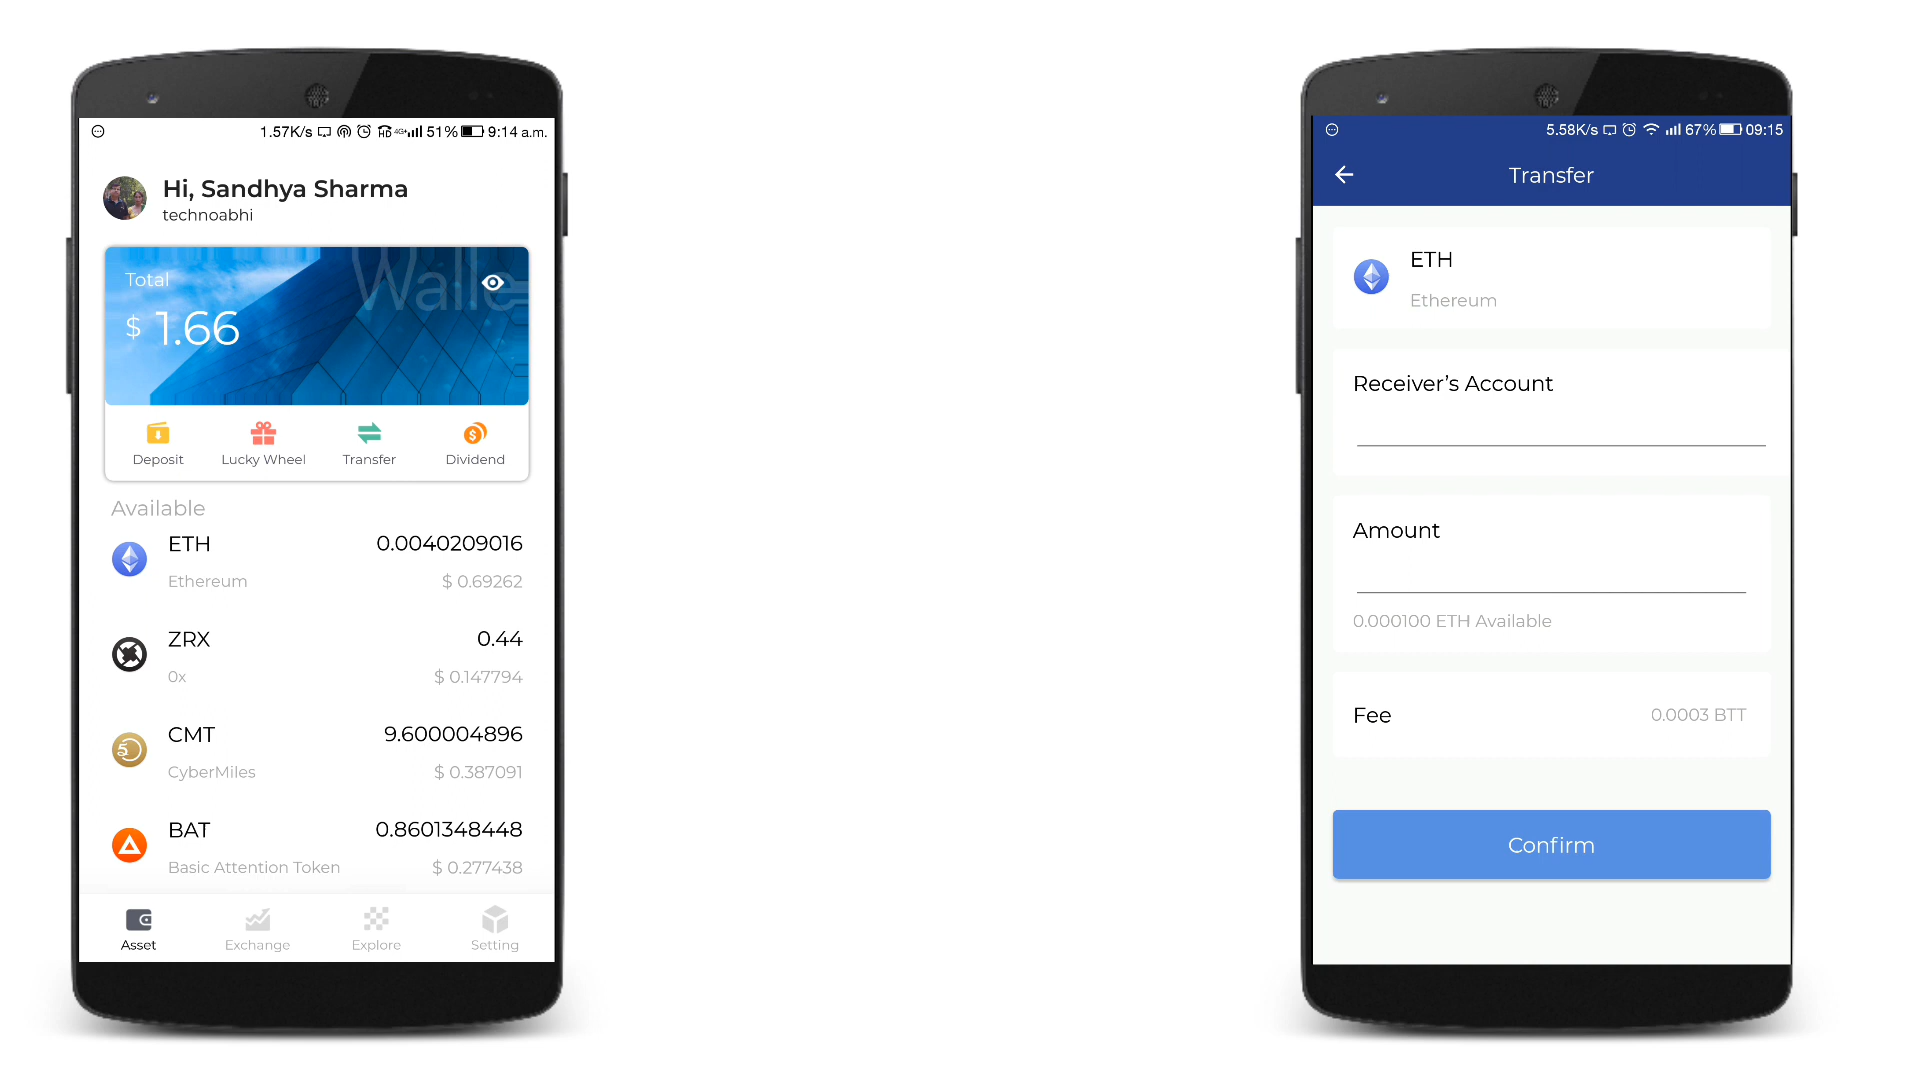 1.57K/s 4G+ 51% 9:14 a.m.
Hi, Sandhya Sharma
technoabhi
Walle
Total
$ 1.66
Deposit Lucky Wheel Transfer Dividend
Available
ETH 0.0040209016
Ethereum $ 0.69262
ZRX 0.44
0x $ 0.147794
CMT 9.600004896
CyberMiles $ 0.387091
BAT 0.8601348448
Basic Attention Token $ 0.277438
Asset Exchange Explore Setting
5.58K/s 67% 09:15
Transfer
ETH
Ethereum
Receiver’s Account
Amount
0.000100 ETH Available
Fee 0.0003 BTT
Confirm